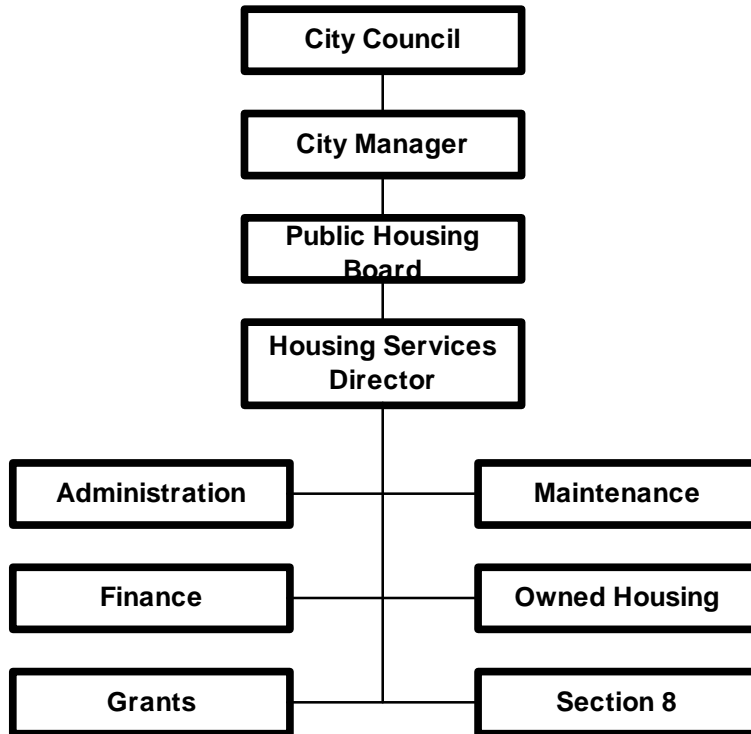 City Council
City Manager
Public Housing
Board
Housing Services
Director
Administration
Maintenance
Finance
Owned Housing
Grants
Section 8